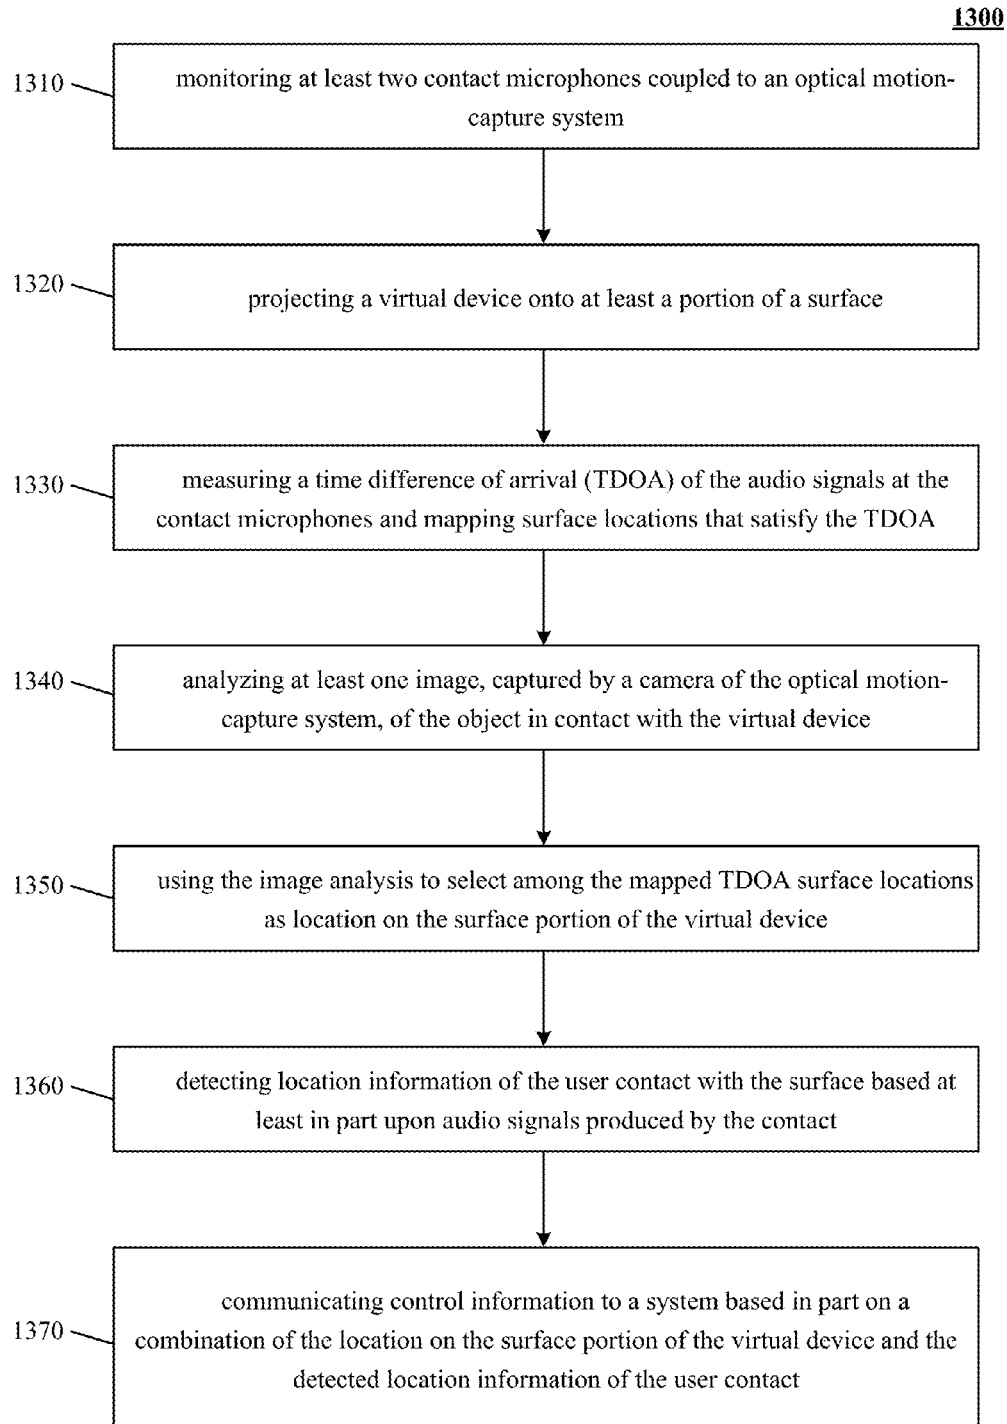 1300
1310
monitoring at least two contact microphones coupled to an optical motion-
capture system
1320
projecting a virtual device onto at least a portion of a surface
1330
measuring a time difference of arrival (TDOA) of the audio signals at the
contact microphones and mapping surface locations that satisfy the TDOA
1340
analyzing at least one image, captured by a camera of the optical motion-
capture system, of the object in contact with the virtual device
1350
using the image analysis to select among the mapped TDOA surface locations
as location on the surface portion of the virtual device
1360
detecting location information of the user contact with the surface based at
least in part upon audio signals produced by the contact
1370
communicating control information to a system based in part on a
combination of the location on the surface portion of the virtual device and the
detected location information of the user contact